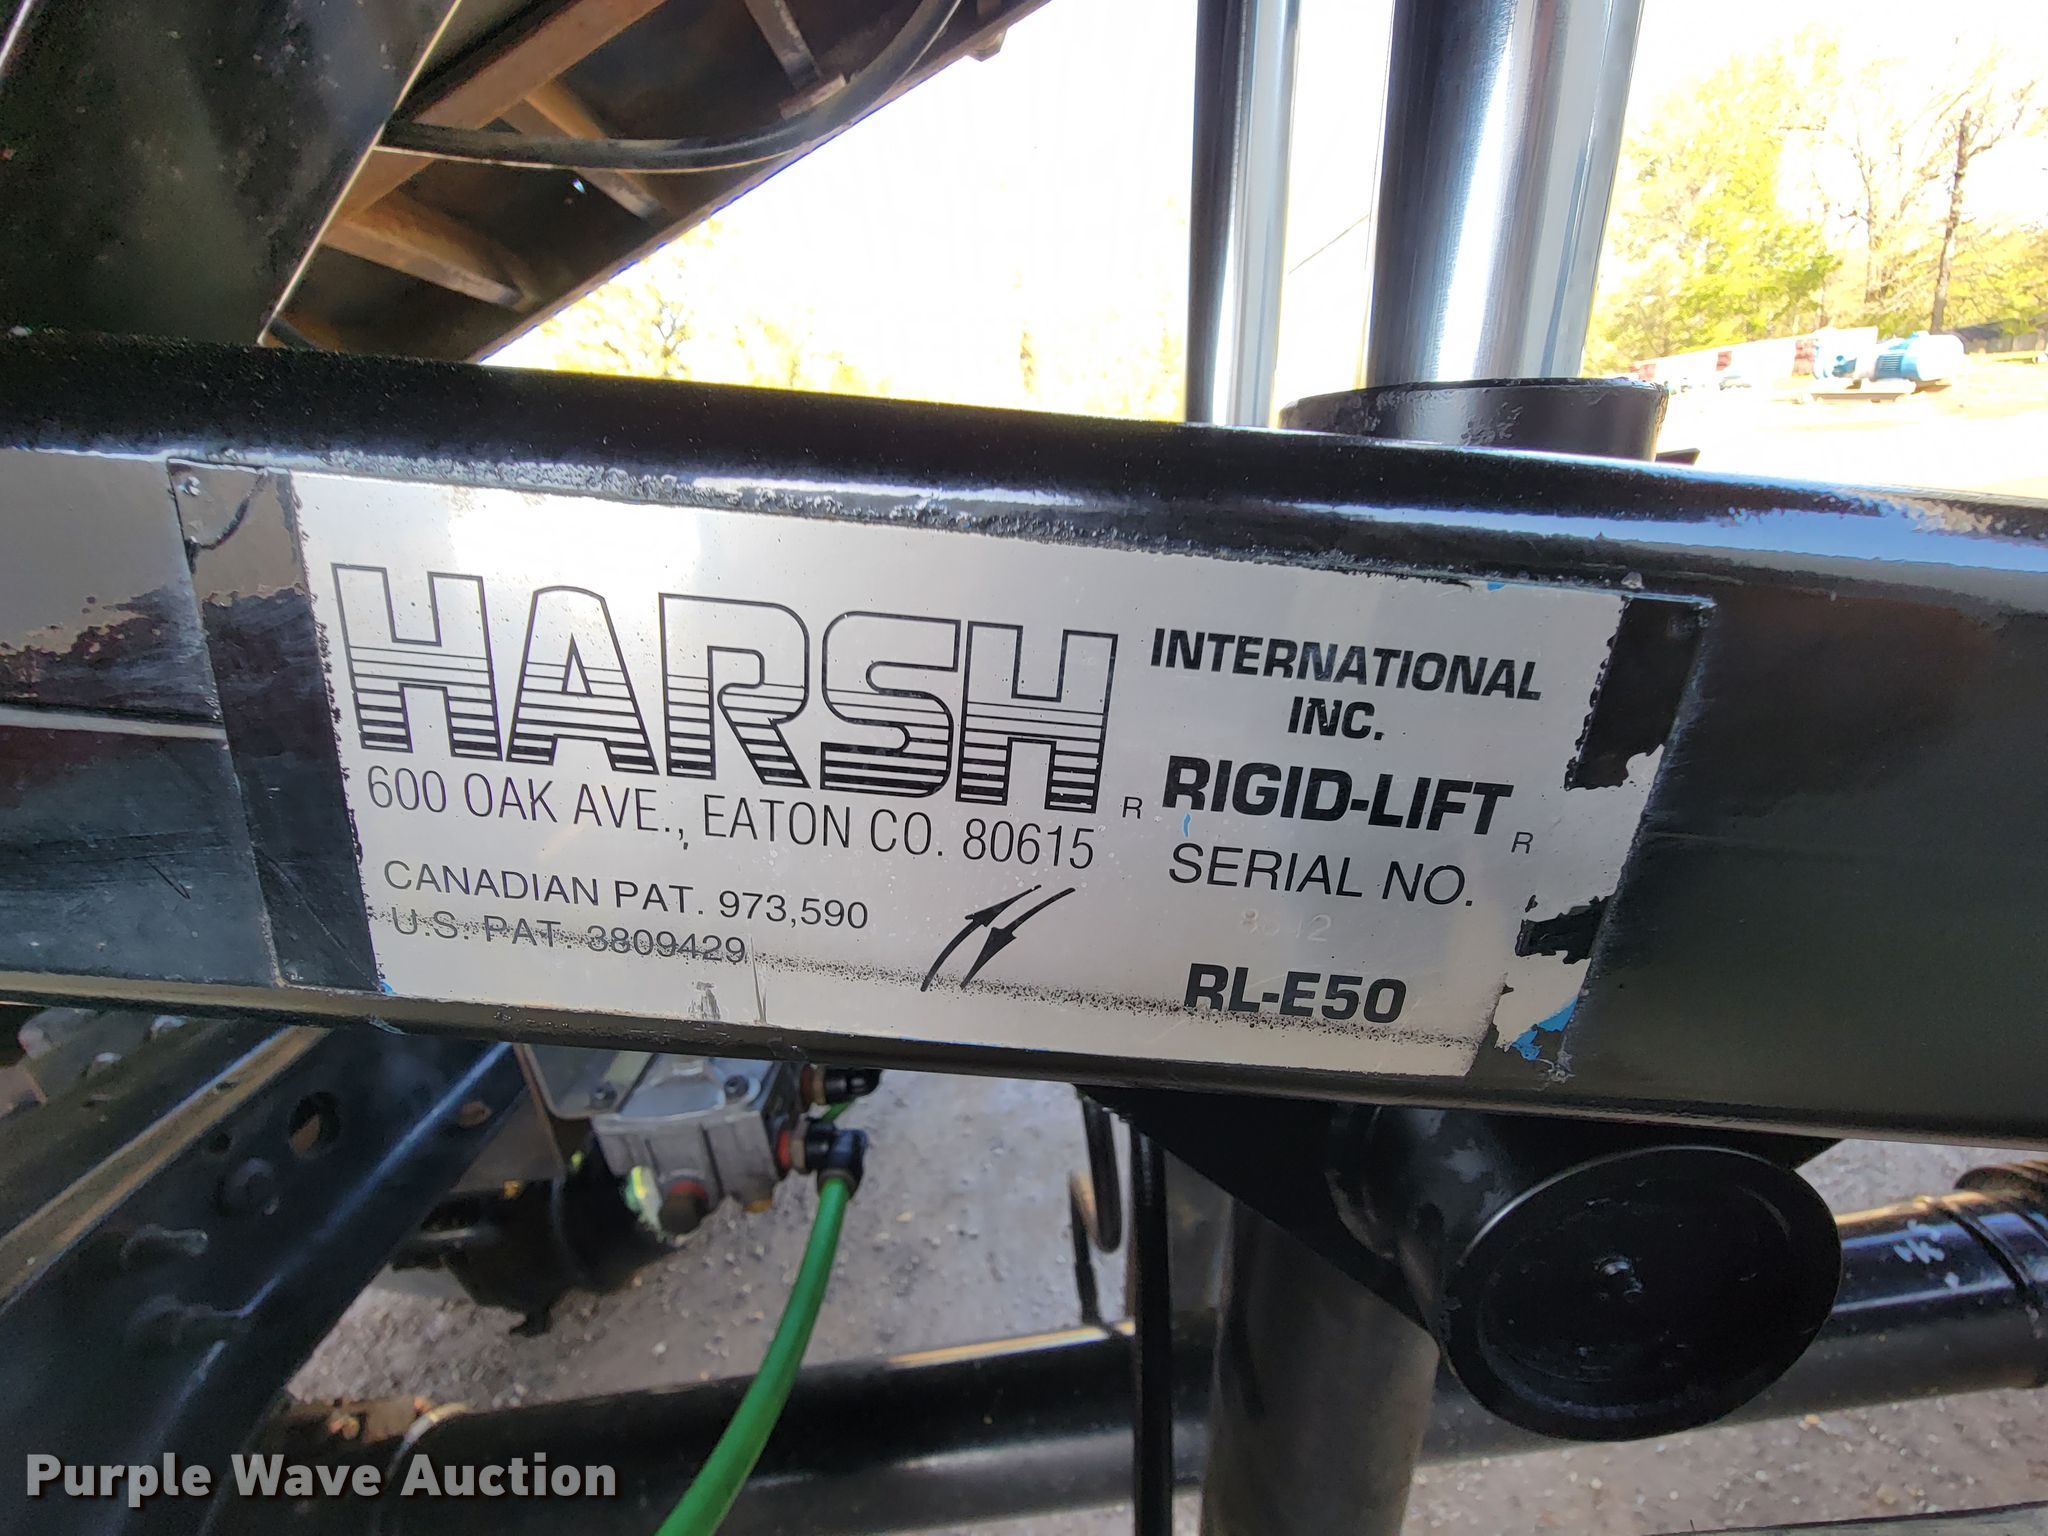 HARSH ®
INTERNATIONAL
INC.
RIGID-LIFT ®
600 OAK AVE., EATON CO. 80615
SERIAL NO.
CANADIAN PAT. 973,590
U.S. PAT. 3809429
RL-E50
Purple Wave Auction